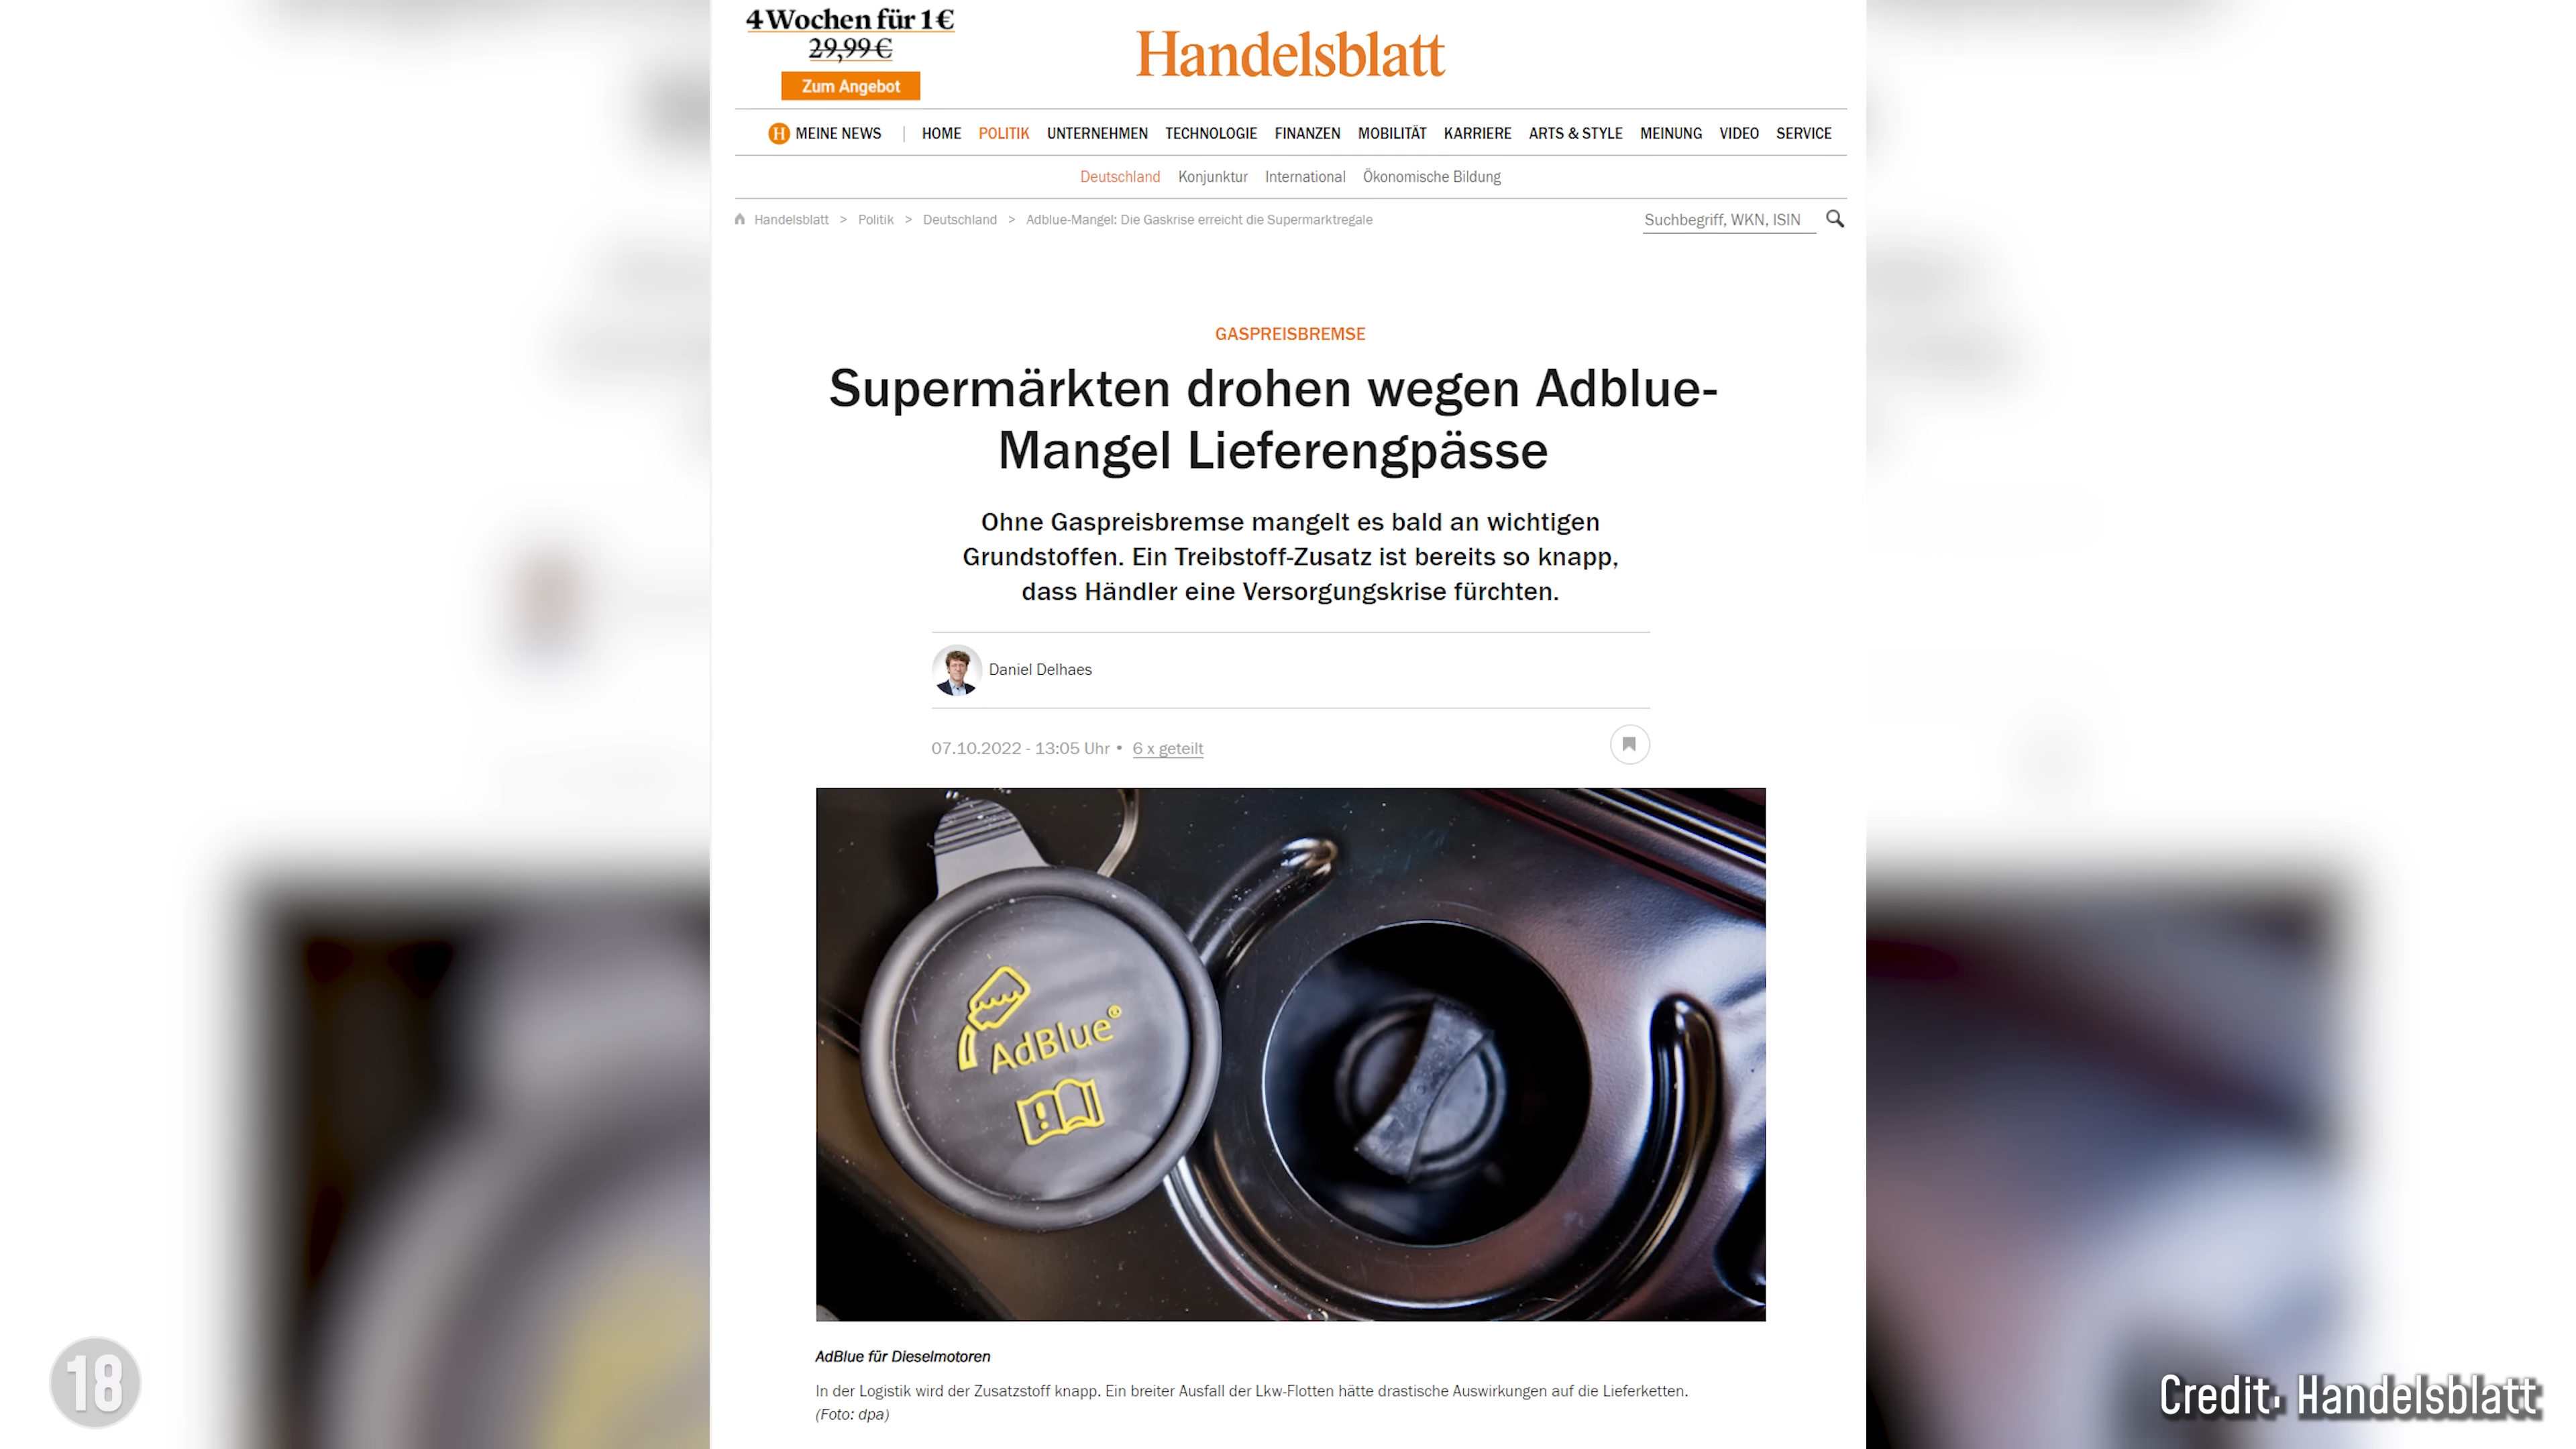 4 Wochen für 1 €
29,99 €
Zum Angebot
Handelsblatt
H MEINE NEWS | HOME POLITIK UNTERNEHMEN TECHNOLOGIE FINANZEN MOBILITÄT KARRIERE ARTS & STYLE MEINUNG VIDEO SERVICE
Deutschland Konjunktur International Ökonomische Bildung
Handelsblatt > Politik > Deutschland > Adblue-Mangel: Die Gaskrise erreicht die Supermarktregale
Suchbegriff, WKN, ISIN
GASPREISBREMSE
Supermärkten drohen wegen Adblue-
Mangel Lieferengpässe
Ohne Gaspreisbremse mangelt es bald an wichtigen
Grundstoffen. Ein Treibstoff-Zusatz ist bereits so knapp,
dass Händler eine Versorgungskrise fürchten.
Daniel Delhaes
07.10.2022 - 13:05 Uhr • 6 x geteilt
AdBlue®
AdBlue für Dieselmotoren
In der Logistik wird der Zusatzstoff knapp. Ein breiter Ausfall der Lkw-Flotten hätte drastische Auswirkungen auf die Lieferketten.
(Foto: dpa)
18
Credit: Handelsblatt